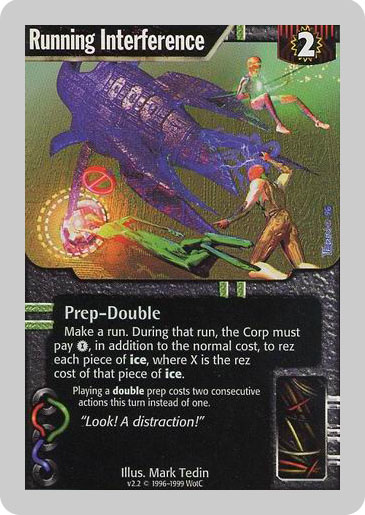 Running Interference
2
Prep-Double
Make a run. During that run, the Corp must
pay X, in addition to the normal cost, to rez
each piece of ice, where X is the rez
cost of that piece of ice.
Playing a double prep costs two consecutive
actions this turn instead of one.
"Look! A distraction!"
Illus. Mark Tedin
v2.2 © 1996-1999 WotC